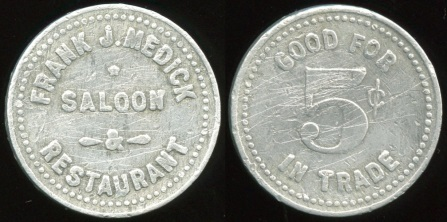 FRANK J. MEDICK
SALOON
&
RESTAURANT
GOOD FOR
5¢
IN TRADE